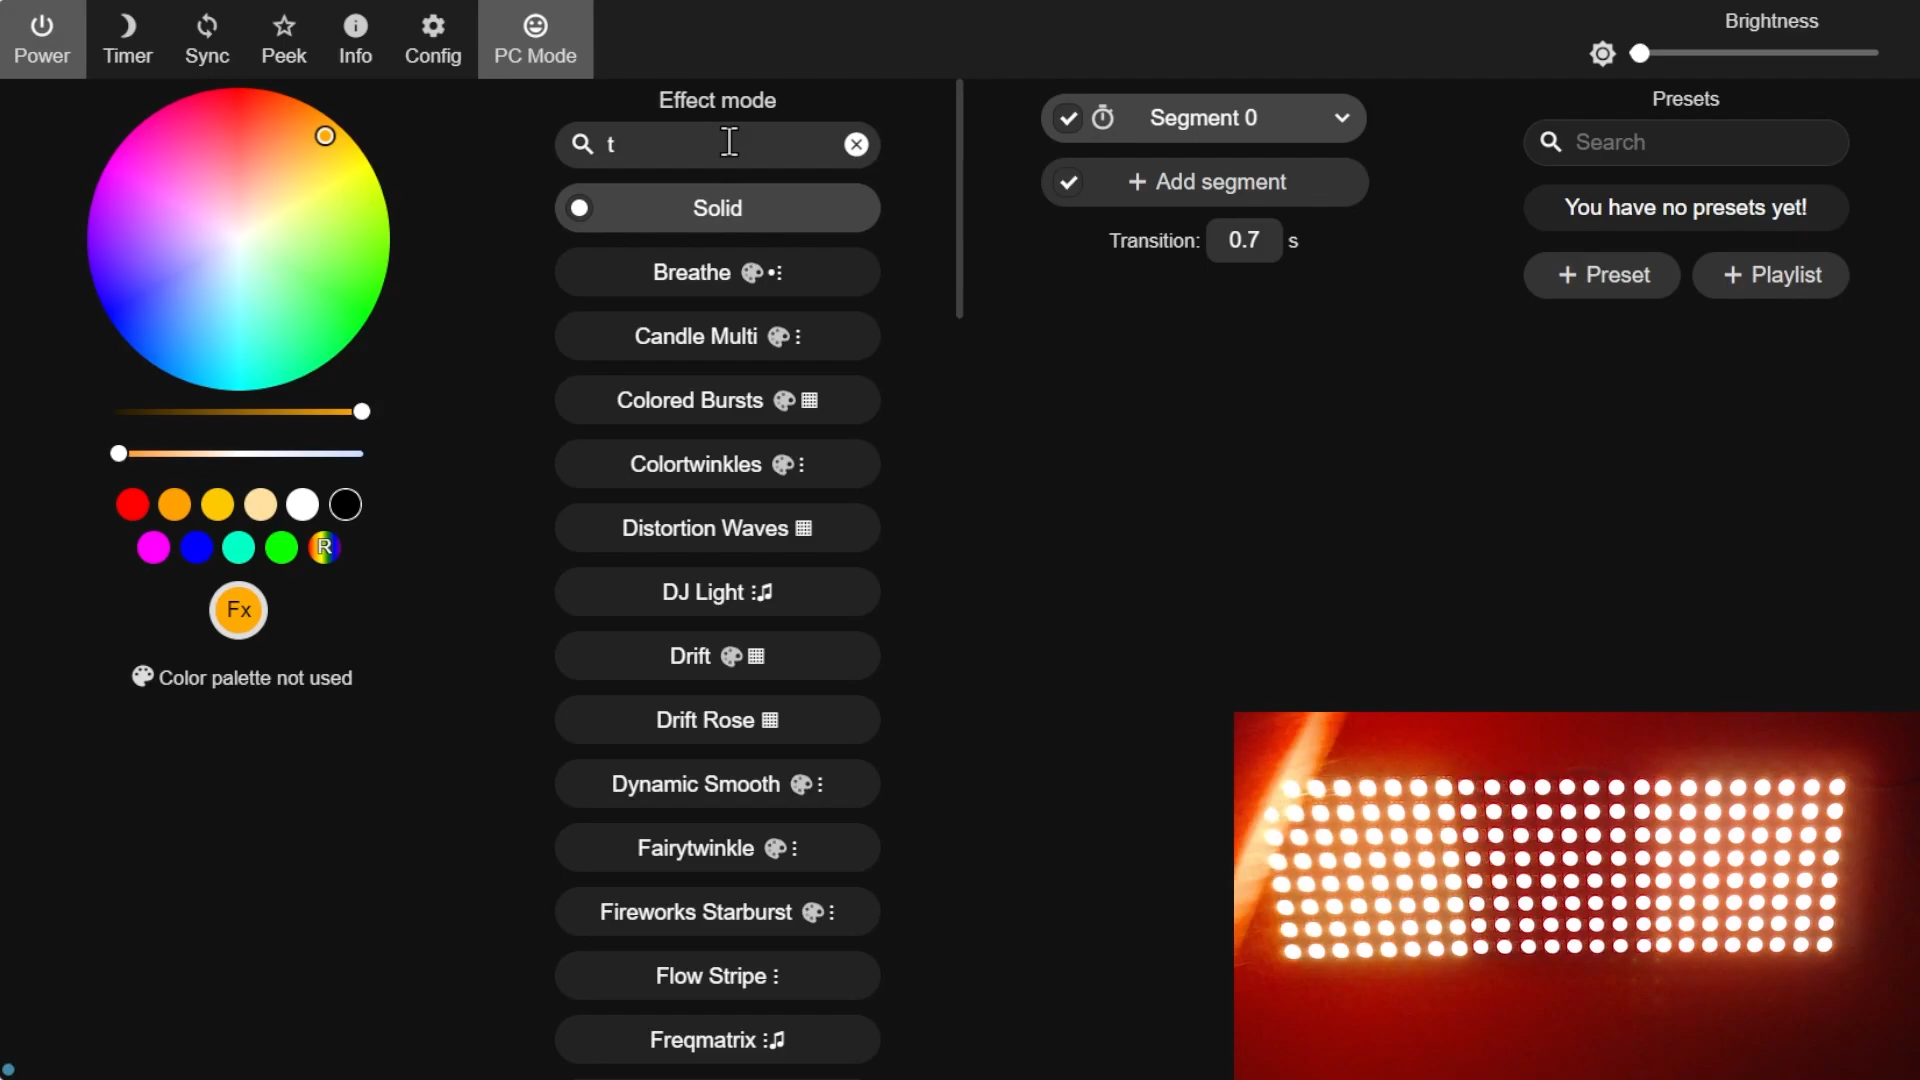 Power
Timer
Sync
Peek
Info
Config
PC Mode
Brightness
Effect mode
t
Solid
Breathe
Candle Multi
Colored Bursts
Colortwinkles
Distortion Waves
DJ Light
Drift
Drift Rose
Dynamic Smooth
Fairytwinkle
Fireworks Starburst
Flow Stripe
Freqmatrix
R
Fx
Color palette not used
Segment 0
+ Add segment
Transition: 0.7 s
Presets
Search
You have no presets yet!
+ Preset
+ Playlist